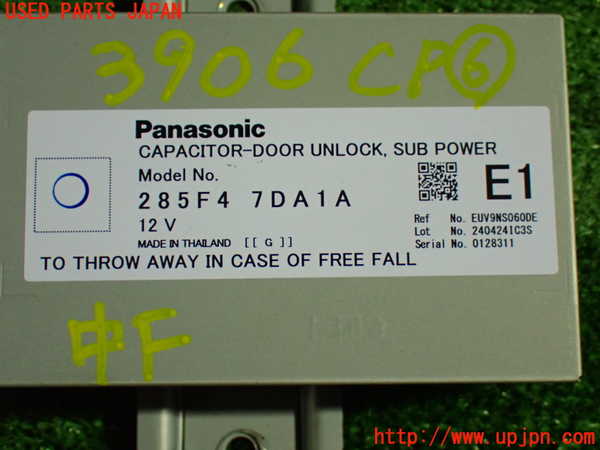 USED PARTS JAPAN
3906 CP⑥
Panasonic
CAPACITOR-DOOR UNLOCK, SUB POWER
Model No.
285F4 7DA1A
12 V
MADE IN THAILAND [[ G ]]
E1
Ref No. EUV9NS060DE
Lot No. 240424IC3S
Serial No. 0128311
TO THROW AWAY IN CASE OF FREE FALL
中F
http://www.upjpn.com/